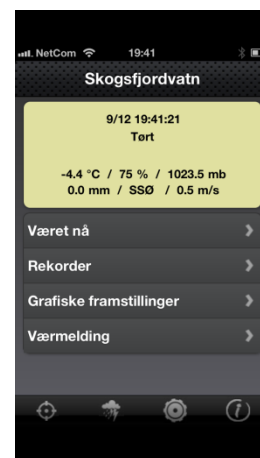 NetCom 19:41
Skogsfjordvatn
9/12 19:41:21
Tørt
-4.4 °C / 75 % / 1023.5 mb
0.0 mm / SSØ / 0.5 m/s
Været nå
Rekorder
Grafiske framstillinger
Værmelding